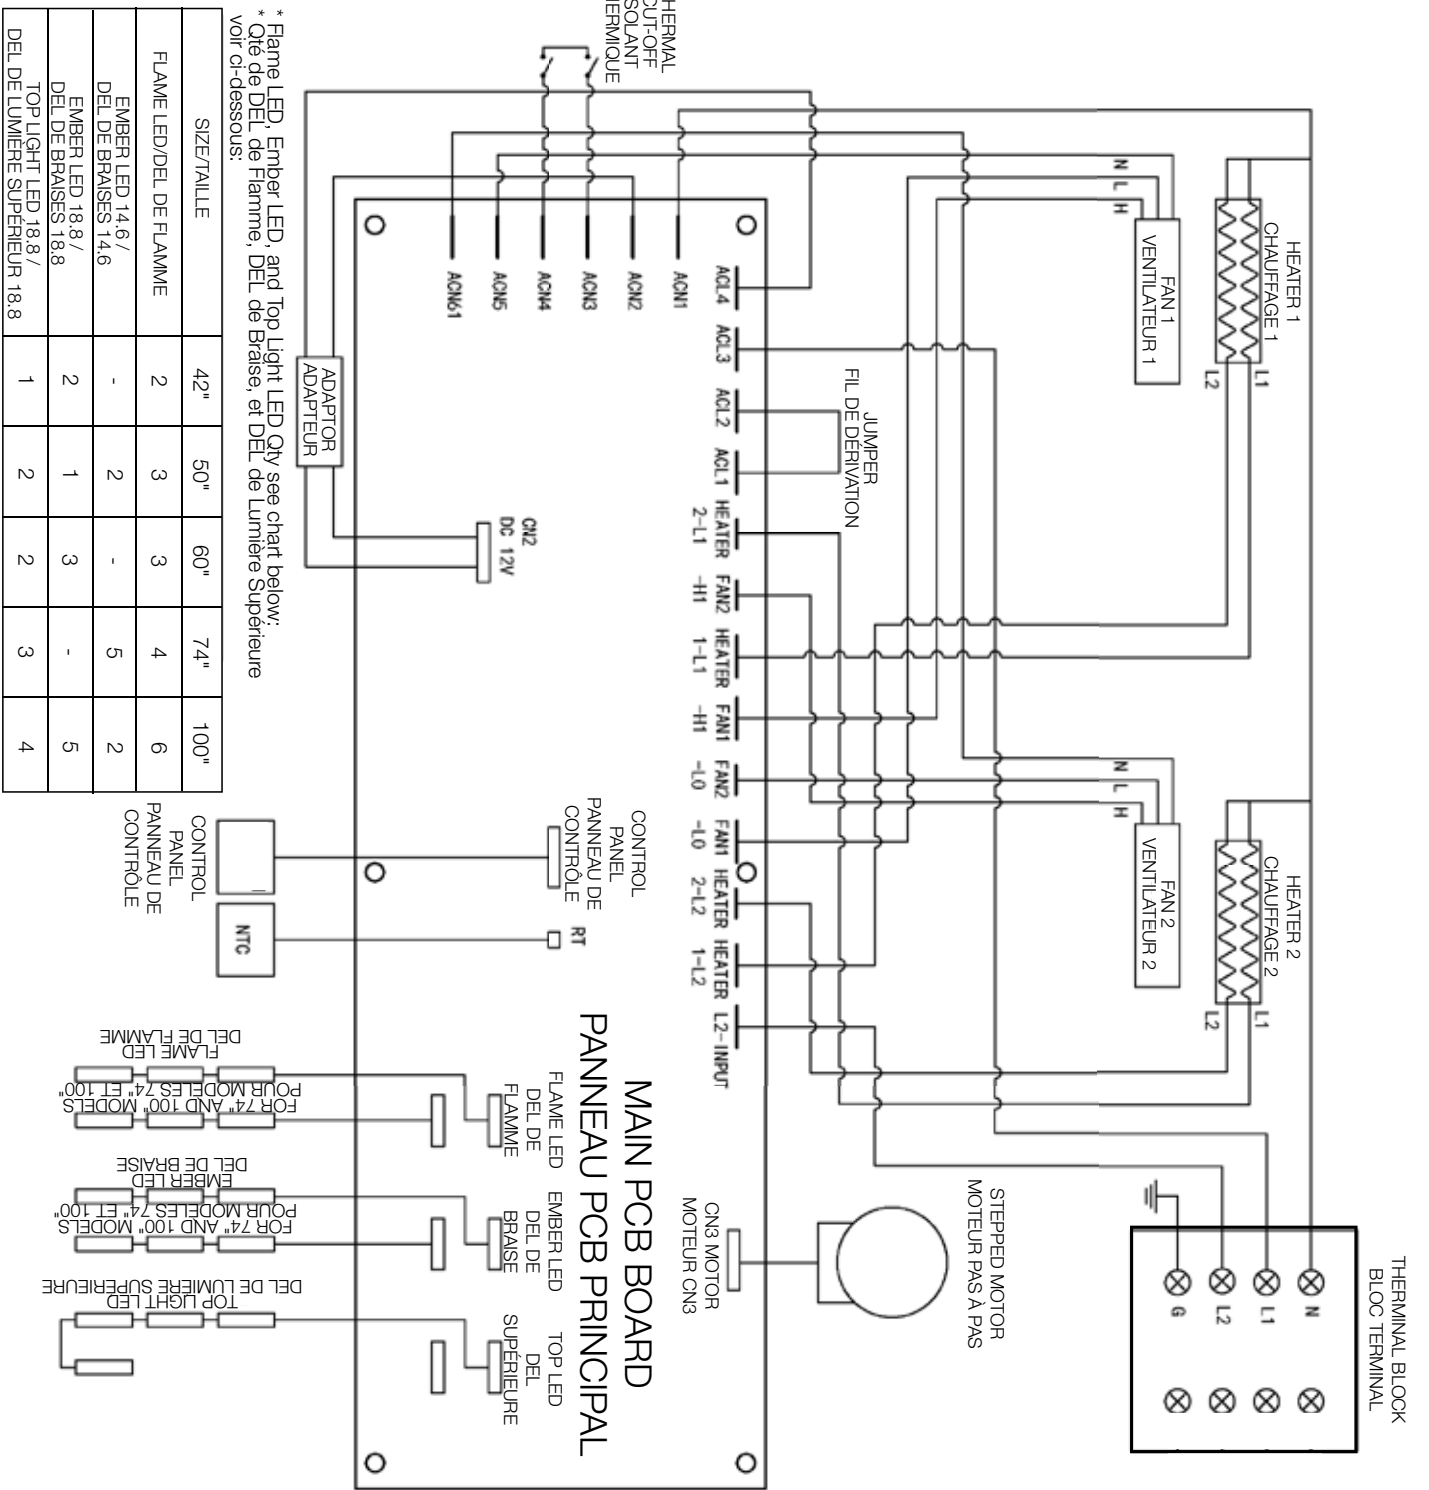 THERMINAL BLOCK
BLOC TERMINAL
N
L1
L2
G
HEATER 1
CHAUFFAGE 1
L1
L2
HEATER 2
CHAUFFAGE 2
L1
L2
FAN 1
VENTILATEUR 1
N L H
FAN 2
VENTILATEUR 2
N L H
STEPPED MOTOR
MOTEUR PAS À PAS
JUMPER
FIL DE DÉRIVATION
HERMAL
CUT-OFF
SOLANT
HERMIQUE
ACL4
ACL3
ACL2
ACL1
HEATER
2-L1
FAN2
-H1
HEATER
1-L1
FAN1
-H1
FAN2
-LO
FAN1
-LO
HEATER
2-L2
HEATER
1-L2
L2-INPUT
CN3 MOTOR
MOTEUR CN3
ACN1
ACN2
ACN3
ACN4
ACN5
ACN61
MAIN PCB BOARD
PANNEAU PCB PRINCIPAL
CONTROL
PANEL
PANNEAU DE
CONTRÔLE
RT
CN2
DC 12V
FLAME LED
DEL DE
FLAMME
EMBER LED
DEL DE
BRAISE
TOP LED
DEL
SUPÉRIEURE
ADAPTOR
ADAPTEUR
CONTROL
PANEL
PANNEAU DE
CONTRÔLE
NTC
FLAME LED
DEL DE FLAMME
FOR 74" AND 100" MODELS
POUR MODÈLES 74" ET 100"
EMBER LED
DEL DE BRAISE
FOR 74" AND 100" MODELS
POUR MODÈLES 74" ET 100"
TOP LIGHT LED
DEL DE LUMIÈRE SUPÉRIEURE
* Flame LED, Ember LED, and Top Light LED Qty see chart below:
* Qté de DEL de Flamme, DEL de Braise, et DEL de Lumière Supérieure
voir ci-dessous:
SIZE/TAILLE 42" 50" 60" 74" 100"
FLAME LED/DEL DE FLAMME 2 3 3 4 6
EMBER LED 14.6 /
DEL DE BRAISES 14.6 - 2 - 5 2
EMBER LED 18.8 /
DEL DE BRAISES 18.8 2 1 3 - 5
TOP LIGHT LED 18.8 /
DEL DE LUMIÈRE SUPÉRIEUR 18.8 1 2 2 3 4